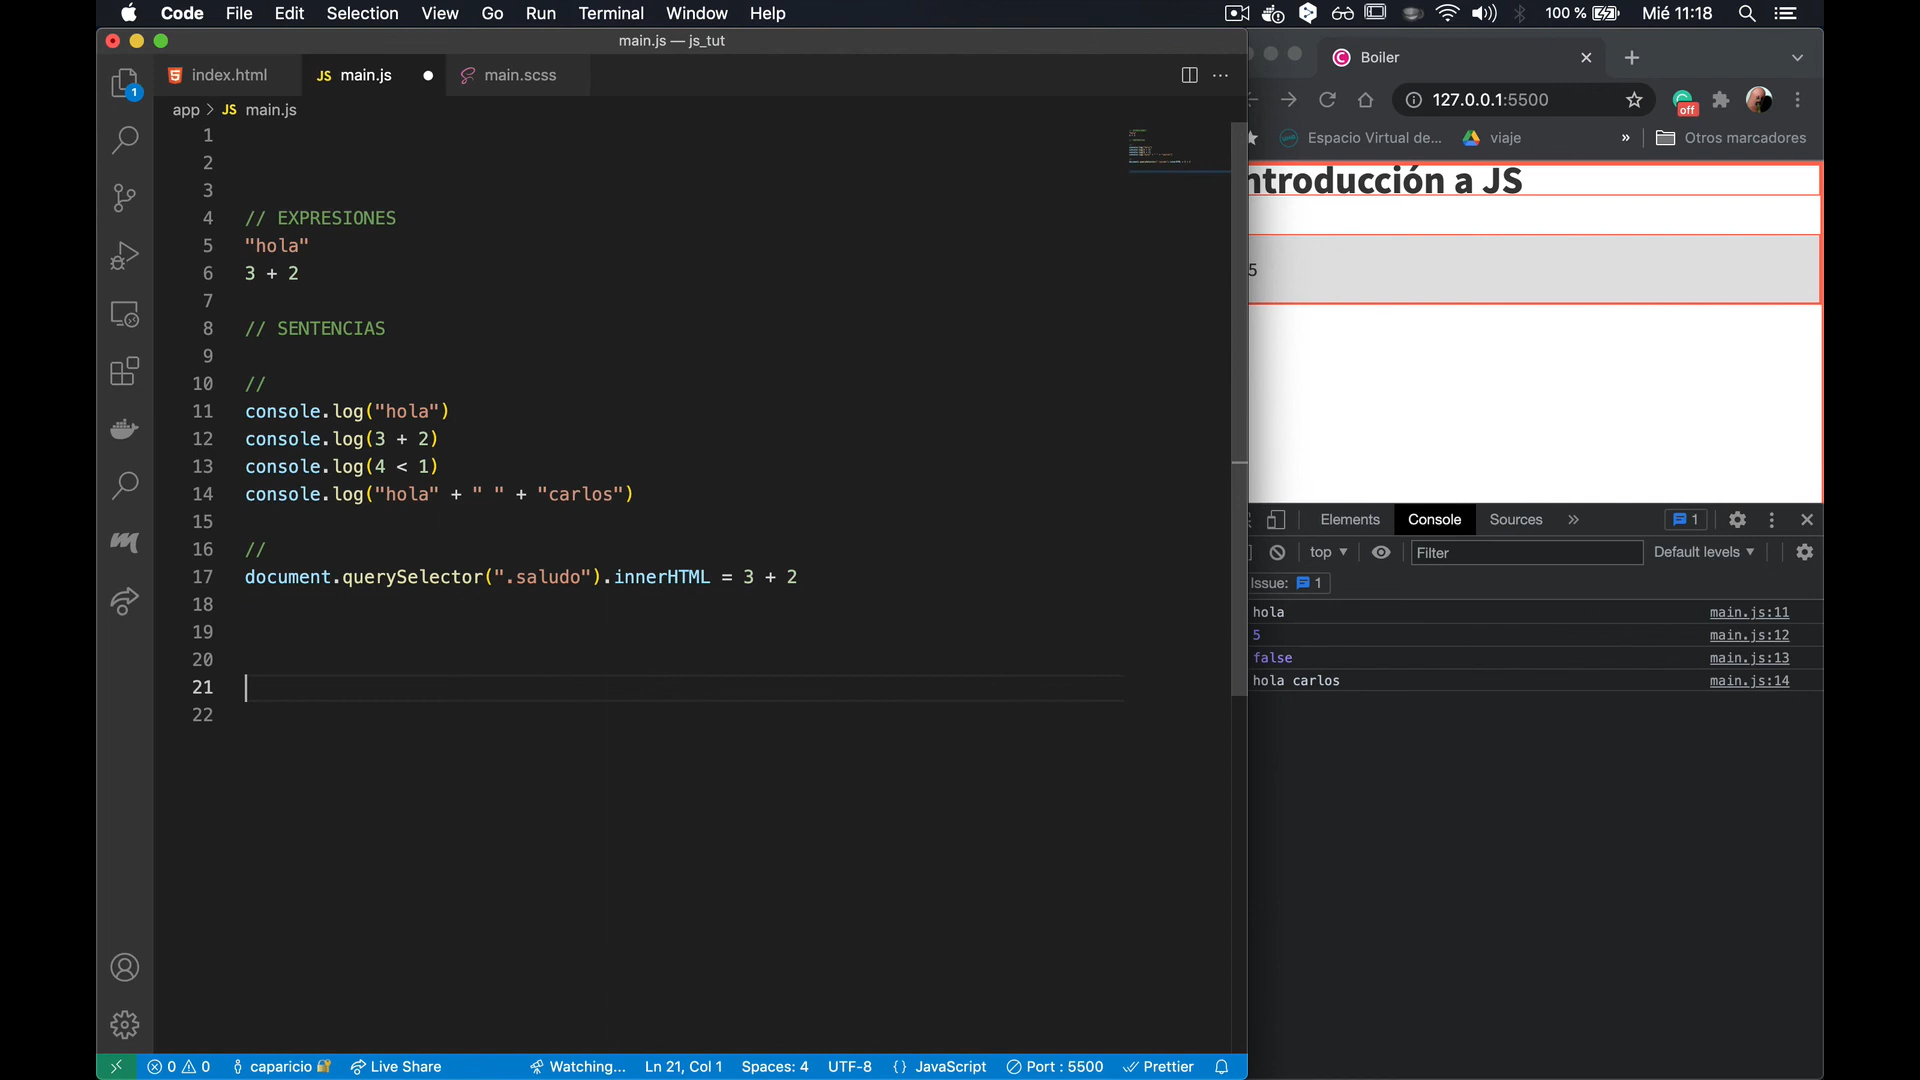 Code File Edit Selection View Go Run Terminal Window Help
100 % Mié 11:18
main.js — js_tut
index.html
JS main.js
main.scss
app > JS main.js
1
2
3
4 // EXPRESIONES
5 "hola"
6 3 + 2
7
8 // SENTENCIAS
9
10 //
11 console.log("hola")
12 console.log(3 + 2)
13 console.log(4 < 1)
14 console.log("hola" + " " + "carlos")
15
16 //
17 document.querySelector(".saludo").innerHTML = 3 + 2
18
19
20
21
22
1
0 0 caparicio Live Share Watching... Ln 21, Col 1 Spaces: 4 UTF-8 {} JavaScript Port : 5500 Prettier
Boiler
127.0.0.1:5500
off
Espacio Virtual de... viaje » Otros marcadores
ntroducción a JS
5
Elements Console Sources » 1
top Filter Default levels
Issue: 1
hola main.js:11
5 main.js:12
false main.js:13
hola carlos main.js:14